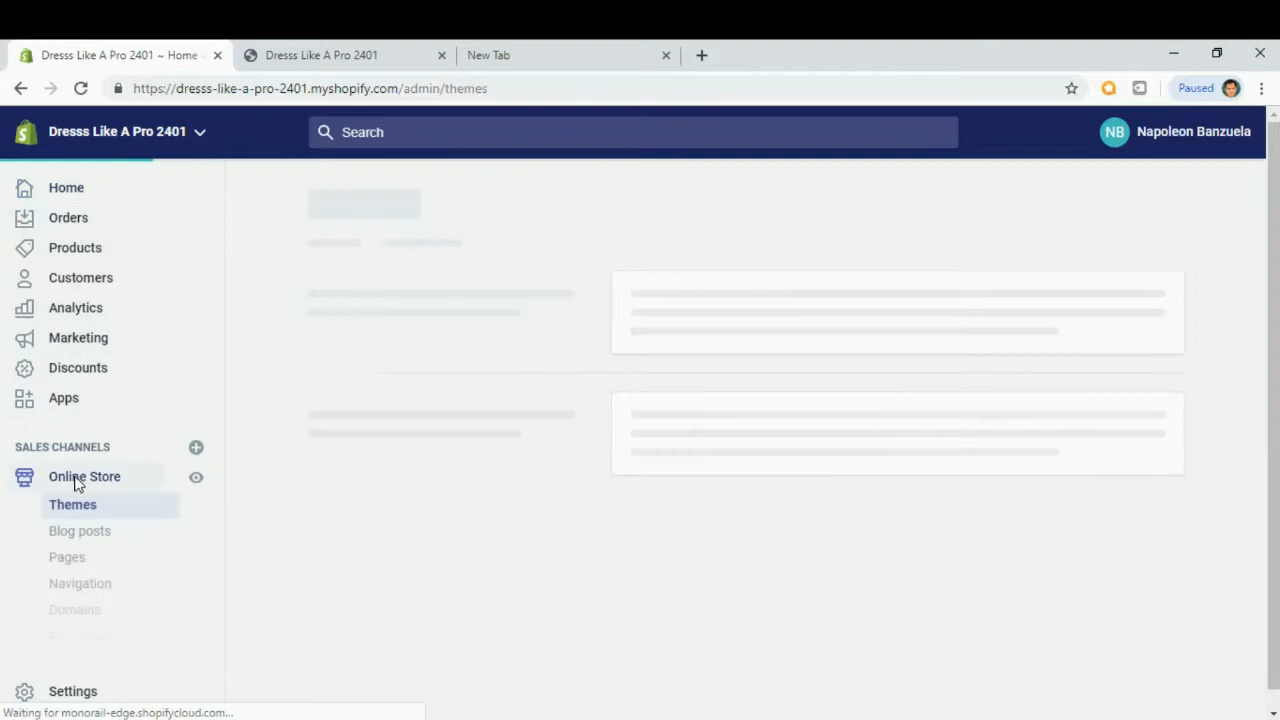 Dresss Like A Pro 2401 ~ Home
Dresss Like A Pro 2401
New Tab
https://dresss-like-a-pro-2401.myshopify.com/admin/themes
Paused
Dresss Like A Pro 2401
Search
NB
Napoleon Banzuela
Home
Orders
Products
Customers
Analytics
Marketing
Discounts
Apps
SALES CHANNELS
Online Store
Themes
Blog posts
Pages
Navigation
Domains
Settings
Waiting for monorail-edge.shopifycloud.com...